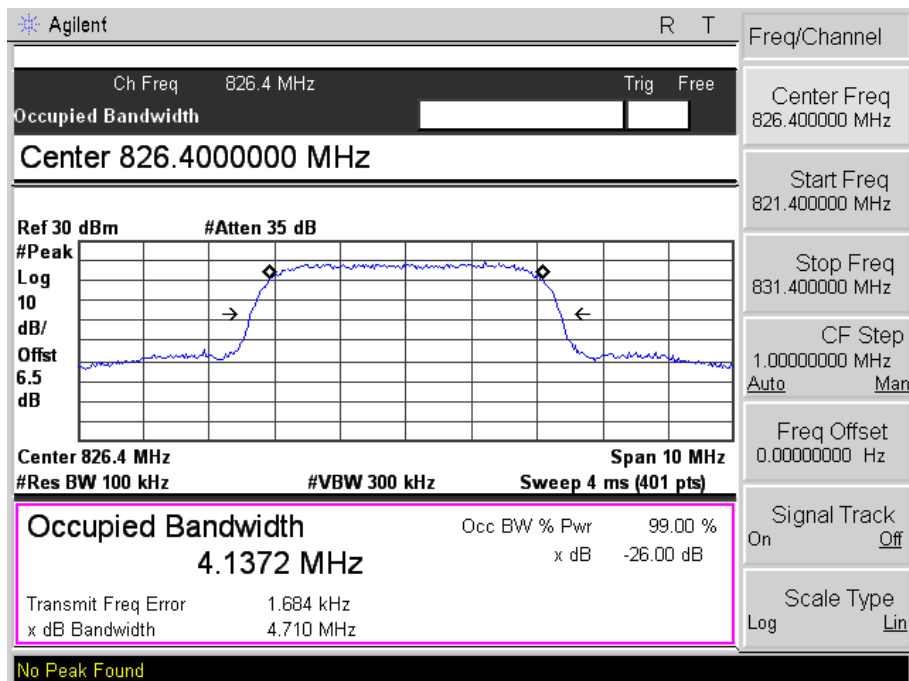 Agilent R T
Ch Freq 826.4 MHz Trig Free
Occupied Bandwidth
Center 826.4000000 MHz
Ref 30 dBm #Atten 35 dB
#Peak
Log
10
dB/
Offst
6.5
dB
Center 826.4 MHz Span 10 MHz
#Res BW 100 kHz #VBW 300 kHz Sweep 4 ms (401 pts)
Occupied Bandwidth
4.1372 MHz
Occ BW % Pwr 99.00 %
x dB -26.00 dB
Transmit Freq Error 1.684 kHz
x dB Bandwidth 4.710 MHz
No Peak Found
Freq/Channel
Center Freq
826.400000 MHz
Start Freq
821.400000 MHz
Stop Freq
831.400000 MHz
CF Step
1.00000000 MHz
Auto Man
Freq Offset
0.00000000 Hz
Signal Track
On Off
Scale Type
Log Lin